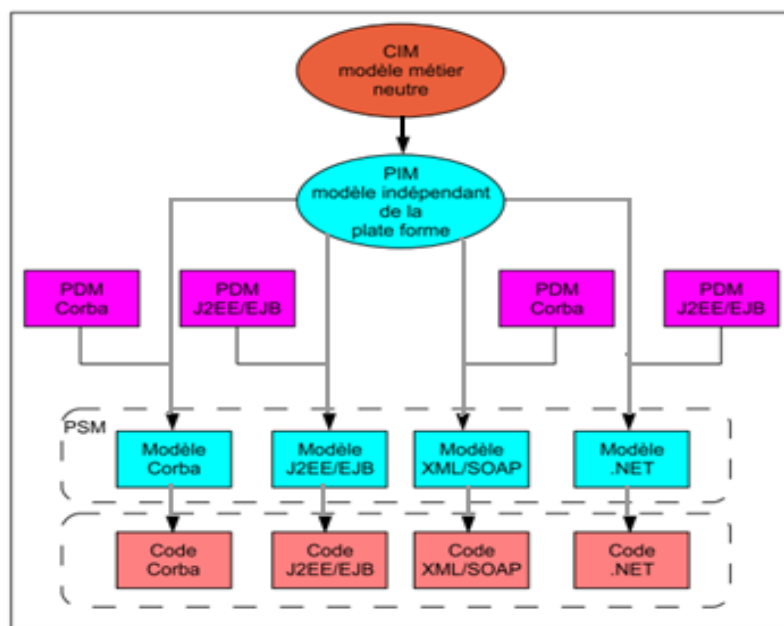 CIM
modèle métier
neutre
PIM
modèle indépendant
de la
plate forme
PDM
Corba
PDM
J2EE/EJB
PDM
Corba
PDM
J2EE/EJB
PSM
Modèle
Corba
Modèle
J2EE/EJB
Modèle
XML/SOAP
Modèle
.NET
Code
Corba
Code
J2EE/EJB
Code
XML/SOAP
Code
.NET